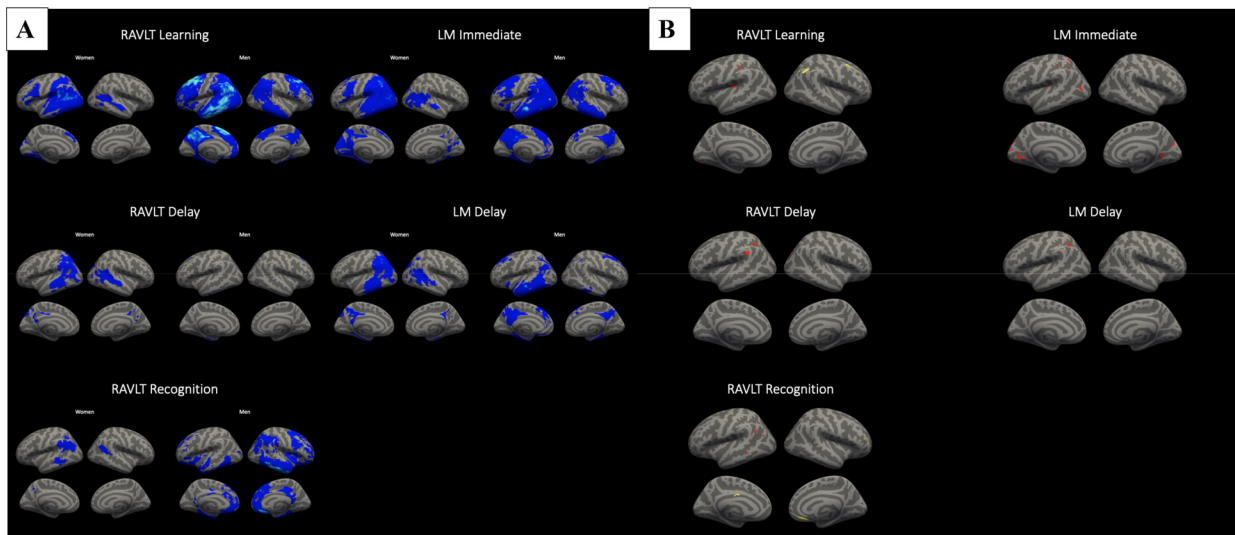 A
RAVLT Learning
LM Immediate
Women
Men
Women
Men
RAVLT Delay
LM Delay
Women
Men
Women
Men
RAVLT Recognition
Women
Men
B
RAVLT Learning
LM Immediate
RAVLT Delay
LM Delay
RAVLT Recognition